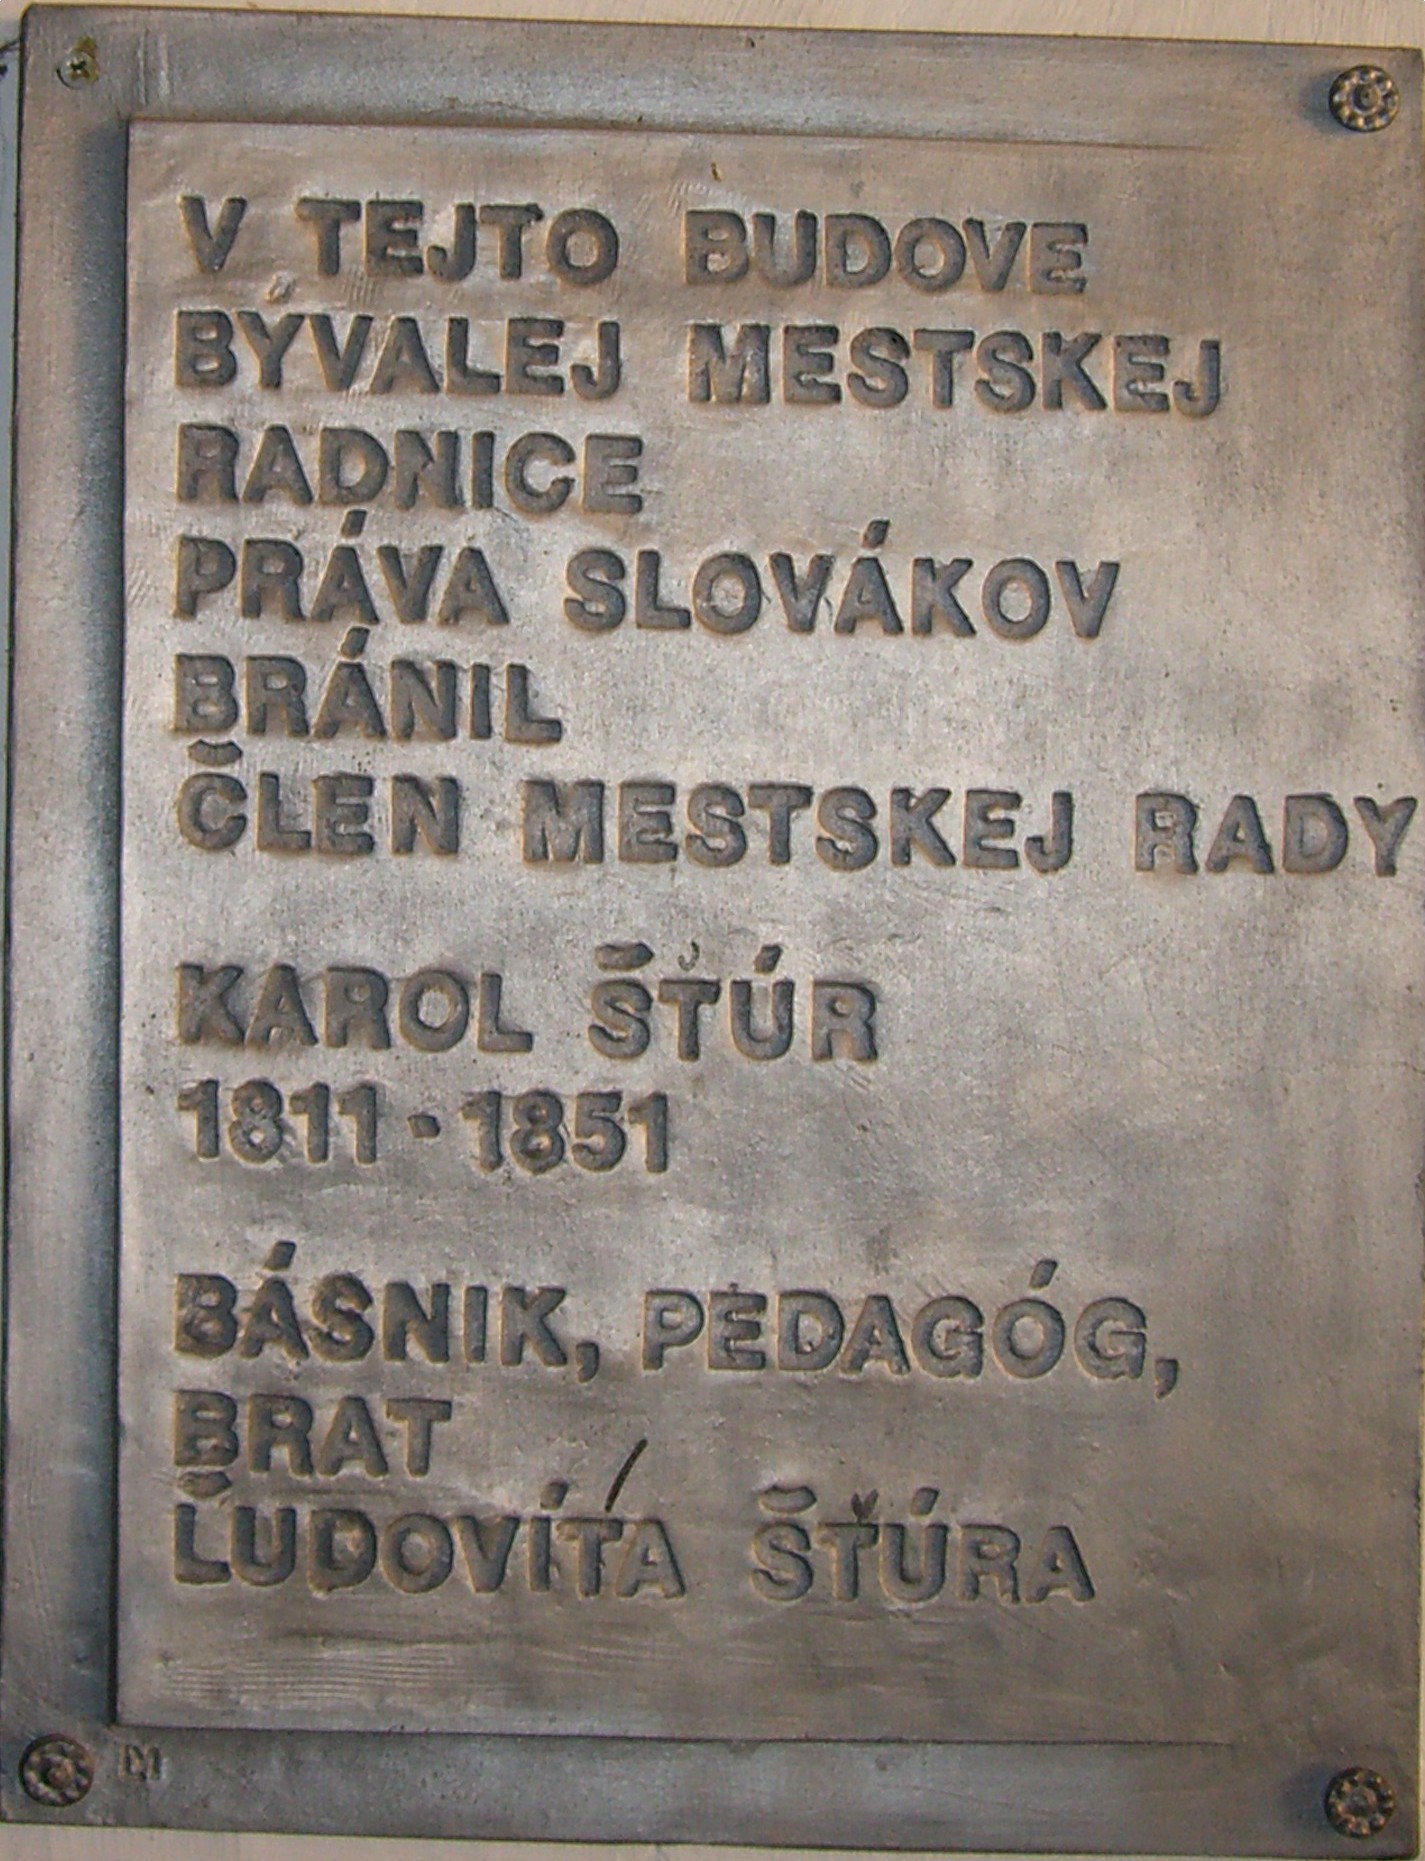 V TEJTO BUDOVE
BÝVALEJ MESTSKEJ
RADNICE
PRÁVA SLOVÁKOV
BRÁNIL
ČLEN MESTSKEJ RADY
KAROL ŠTÚR
1811 · 1851
BÁSNIK, PEDAGÓG,
BRAT
ĽUDOVÍTA ŠTÚRA